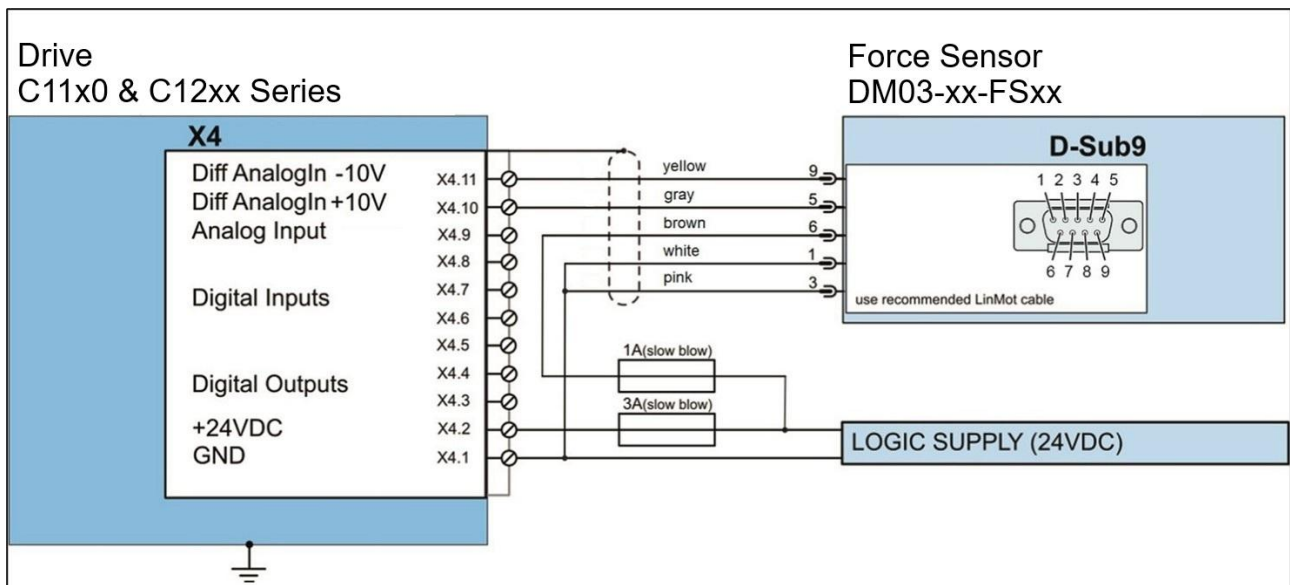 Drive
C11x0 & C12xx Series
Force Sensor
DM03-xx-FSxx
X4
Diff AnalogIn -10V
Diff AnalogIn +10V
Analog Input
Digital Inputs
Digital Outputs
+24VDC
GND
X4.11
X4.10
X4.9
X4.8
X4.7
X4.6
X4.5
X4.4
X4.3
X4.2
X4.1
yellow
gray
brown
white
pink
9
5
6
1
3
D-Sub9
1 2 3 4 5
6 7 8 9
use recommended LinMot cable
1A(slow blow)
3A(slow blow)
LOGIC SUPPLY (24VDC)